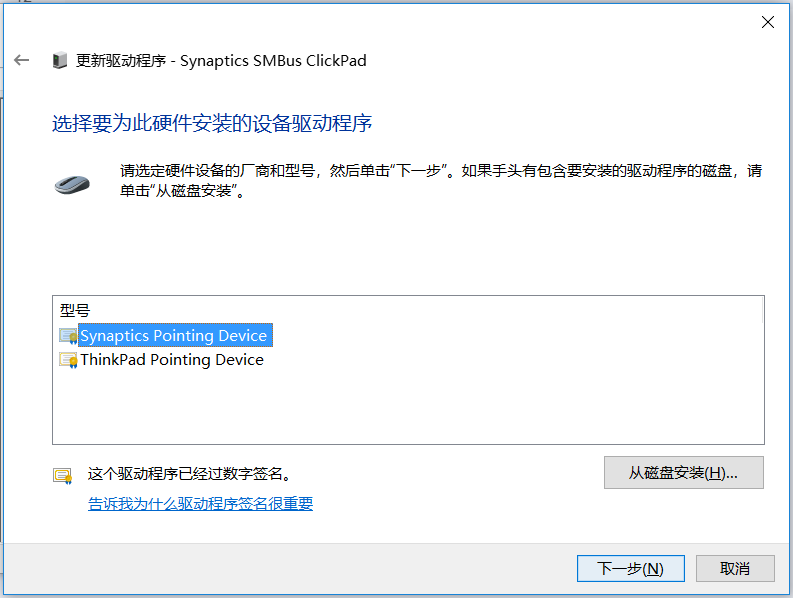 更新驱动程序 - Synaptics SMBus ClickPad
选择要为此硬件安装的设备驱动程序
请选定硬件设备的厂商和型号，然后单击“下一步”。如果手头有包含要安装的驱动程序的磁盘，请
单击“从磁盘安装”。
型号
Synaptics Pointing Device
ThinkPad Pointing Device
这个驱动程序已经过数字签名。
从磁盘安装(H)...
告诉我为什么驱动程序签名很重要
下一步(N)
取消